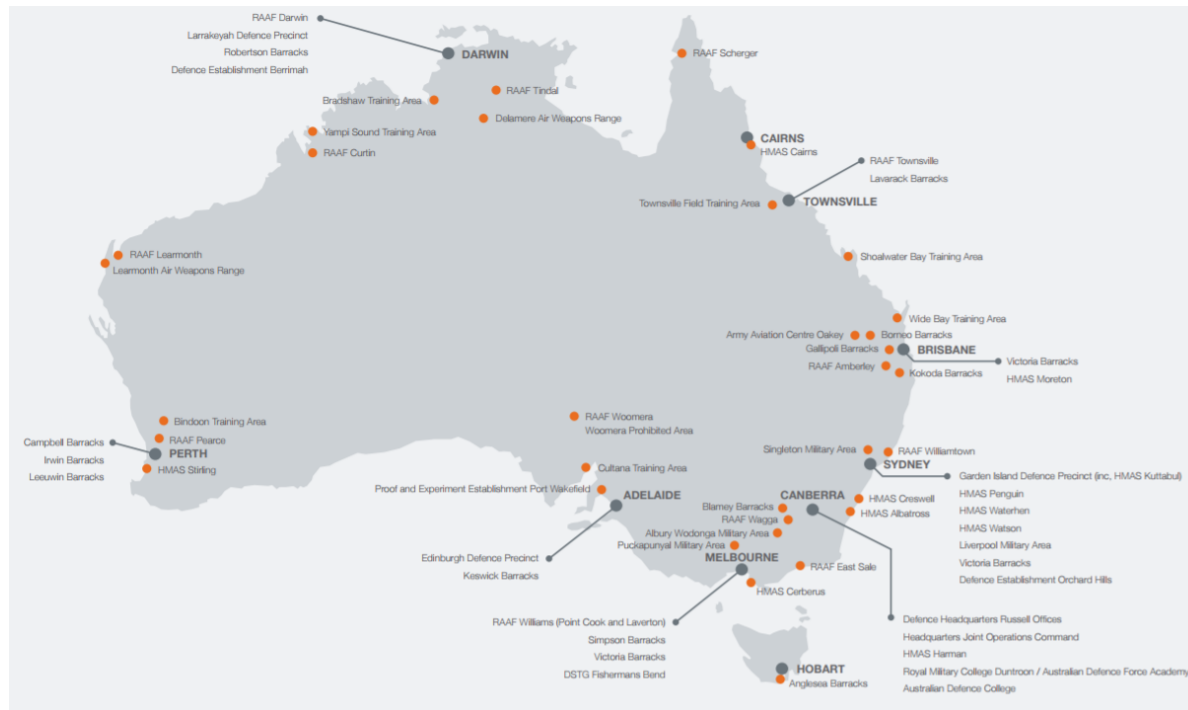 RAAF Darwin
Larrakeyah Defence Precinct
Robertson Barracks
Defence Establishment Berrimah
DARWIN
RAAF Scherger
RAAF Tindal
Bradshaw Training Area
Delamere Air Weapons Range
Yampi Sound Training Area
RAAF Curtin
CAIRNS
HMAS Cairns
RAAF Townsville
Lavarack Barracks
Townsville Field Training Area
TOWNSVILLE
RAAF Learmonth
Learmonth Air Weapons Range
Shoalwater Bay Training Area
Wide Bay Training Area
Army Aviation Centre Oakey
Borneo Barracks
Gallipoli Barracks
BRISBANE
RAAF Amberley
Kokoda Barracks
Victoria Barracks
HMAS Moreton
Bindoon Training Area
RAAF Pearce
PERTH
HMAS Stirling
Campbell Barracks
Irwin Barracks
Leeuwin Barracks
RAAF Woomera
Woomera Prohibited Area
Cultana Training Area
Proof and Experiment Establishment Port Wakefield
ADELAIDE
Edinburgh Defence Precinct
Keswick Barracks
Singleton Military Area
RAAF Williamtown
SYDNEY
Garden Island Defence Precinct (inc, HMAS Kuttabul)
HMAS Penguin
HMAS Waterhen
HMAS Watson
Liverpool Military Area
Victoria Barracks
Defence Establishment Orchard Hills
CANBERRA
HMAS Creswell
HMAS Albatross
Blamey Barracks
RAAF Wagga
Albury Wodonga Military Area
Puckapunyal Military Area
MELBOURNE
RAAF East Sale
HMAS Cerberus
RAAF Williams (Point Cook and Laverton)
Simpson Barracks
Victoria Barracks
DSTG Fishermans Bend
Defence Headquarters Russell Offices
Headquarters Joint Operations Command
HMAS Harman
Royal Military College Duntroon / Australian Defence Force Academy
Australian Defence College
HOBART
Anglesea Barracks